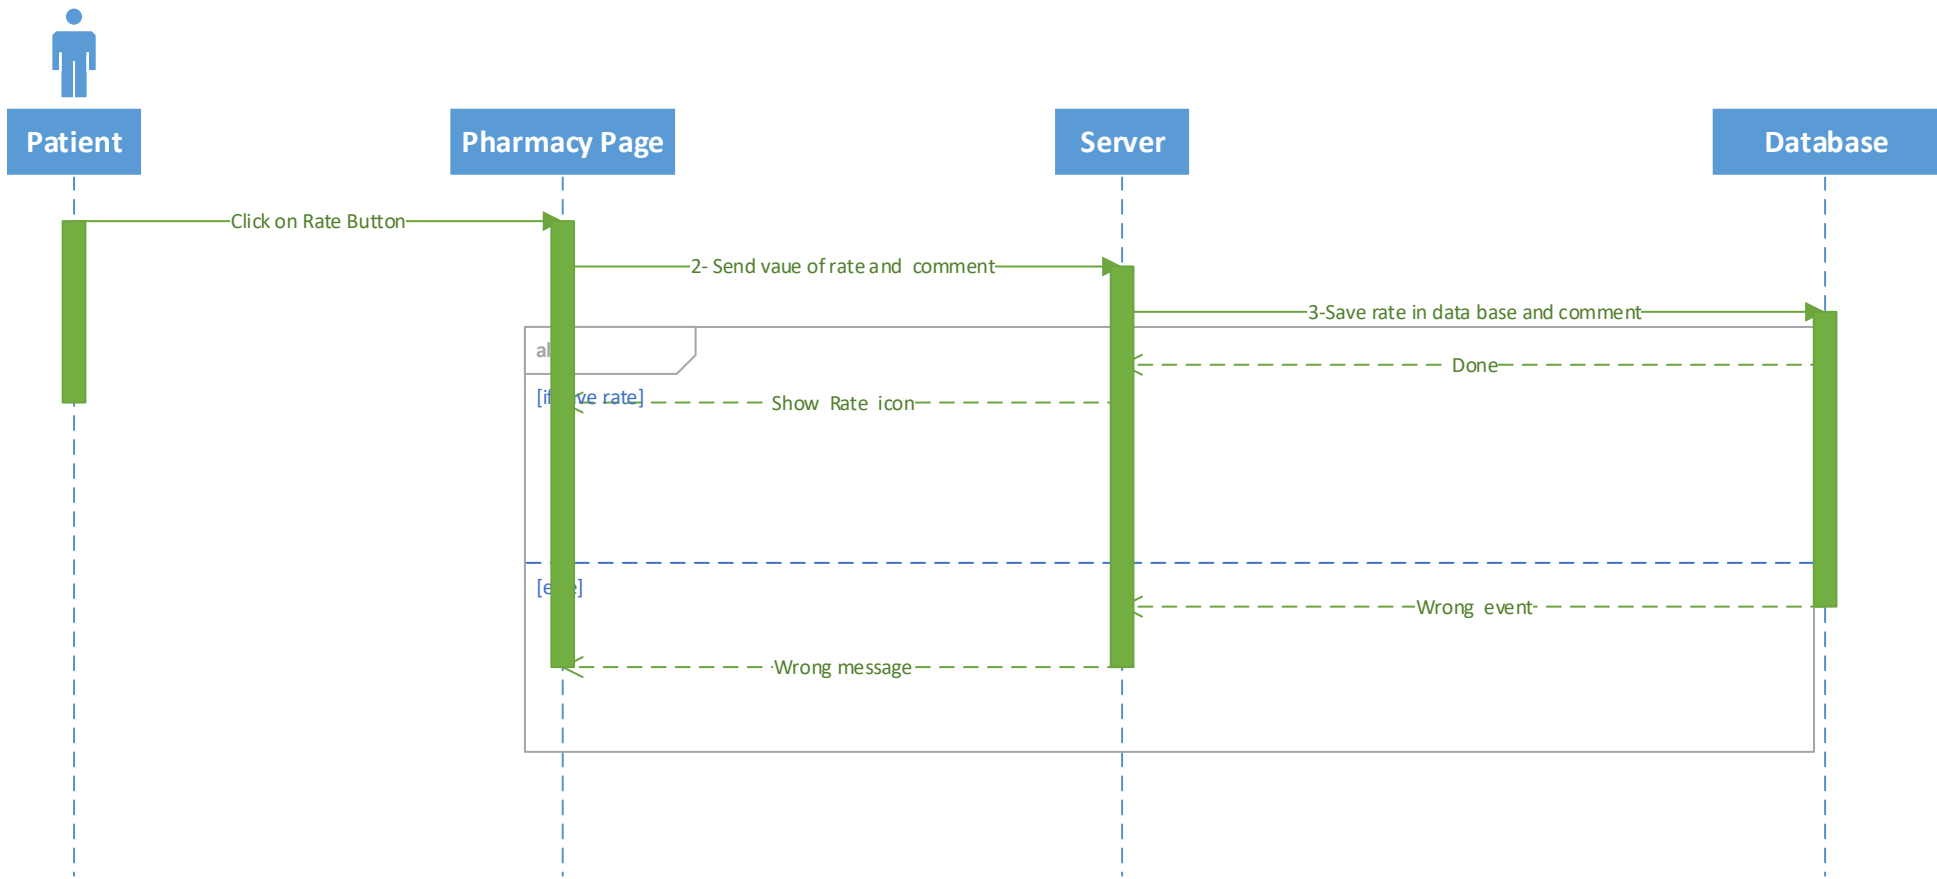 Patient
Pharmacy Page
Server
Database
Click on Rate Button
2- Send vaue of rate and comment
3-Save rate in data base and comment
Done
Show Rate icon
rate]
Wrong event
Wrong message